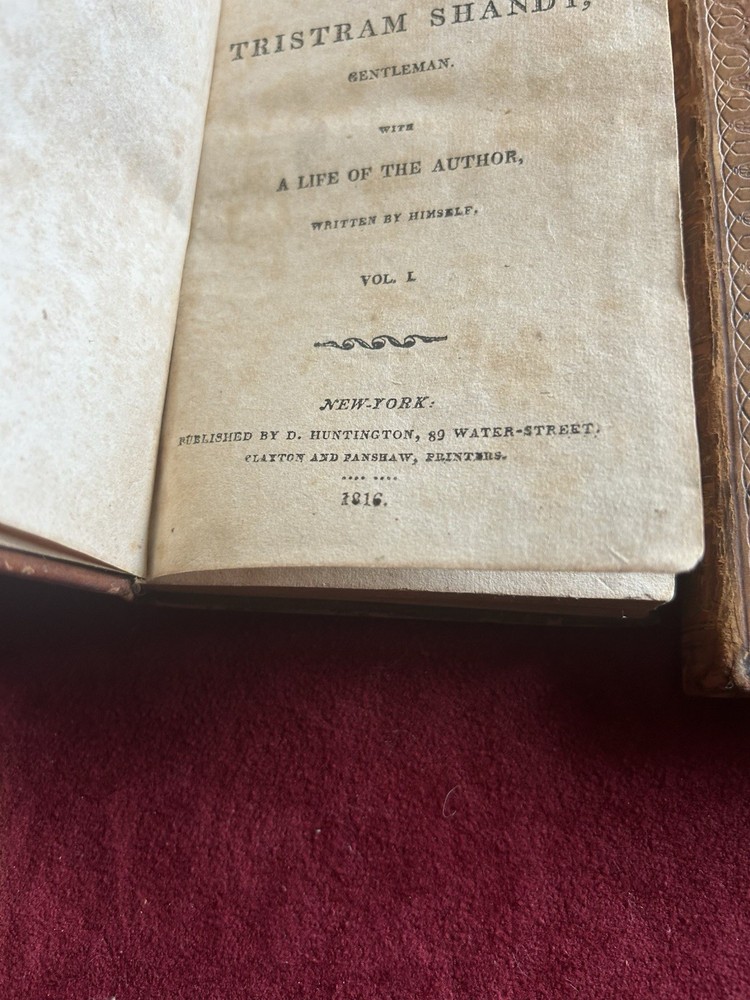 TRISTRAM SHANDY,
GENTLEMAN.
WITH
A LIFE OF THE AUTHOR,
WRITTEN BY HIMSELF.
VOL. I.
NEW-YORK:
PUBLISHED BY D. HUNTINGTON, 89 WATER-STREET.
CLAYTON AND FANSHAW, PRINTERS.
1816.